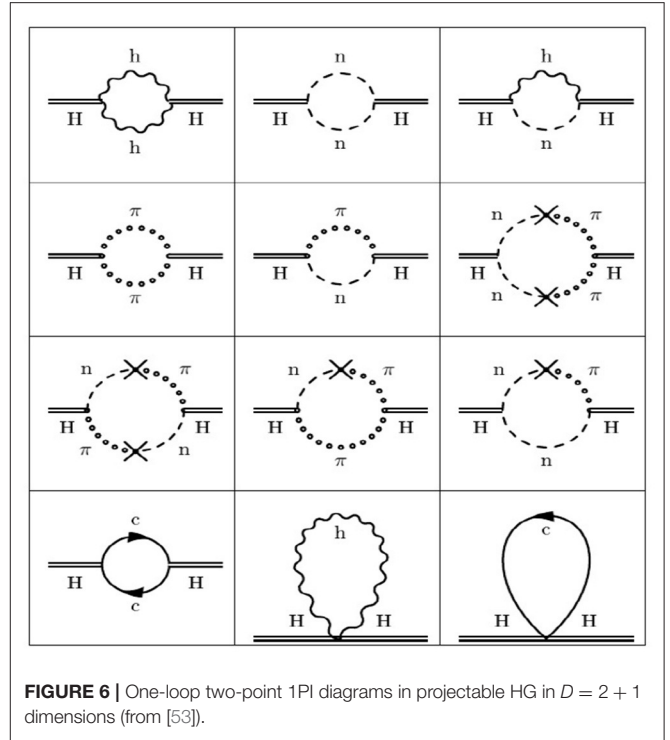 h
H H
h
n
H H
n
h
H H
n
π
H H
π
π
H H
n
n π
H H
n π
n π
H H
π n
n π
H H
π
n π
H H
n
c
H H
c
h
H H
c
H H
FIGURE 6 | One-loop two-point 1PI diagrams in projectable HG in D = 2 + 1
dimensions (from [53]).